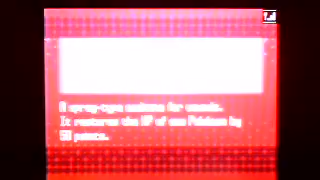 A spray-type medicine for wounds.
It restores the HP of one Pokémon by
50 points.